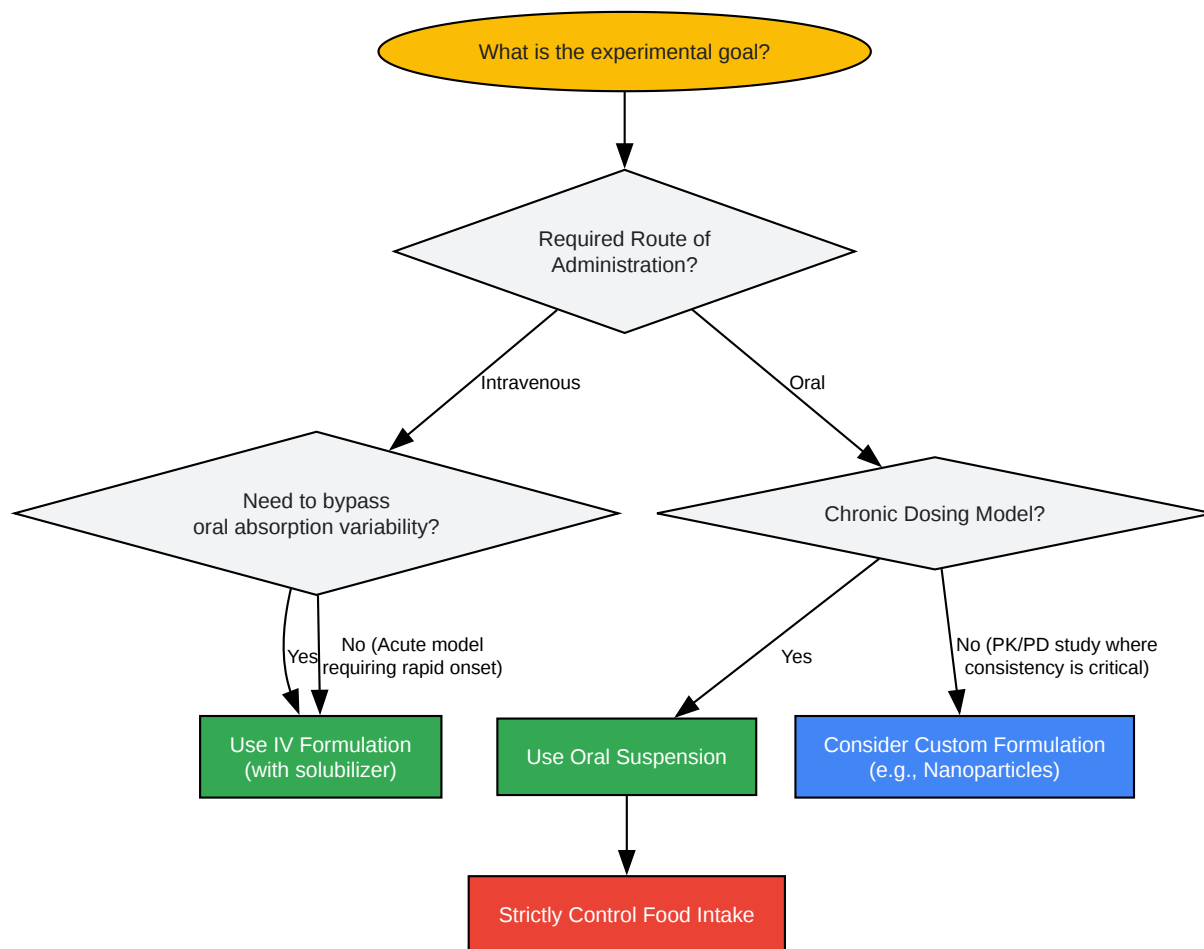 What is the experimental goal?
Required Route of
Administration?
Intravenous
Oral
Need to bypass
oral absorption variability?
Chronic Dosing Model?
Yes
No (Acute model
requiring rapid onset)
Yes
No (PK/PD study where
consistency is critical)
Use IV Formulation
(with solubilizer)
Use Oral Suspension
Consider Custom Formulation
(e.g., Nanoparticles)
Strictly Control Food Intake